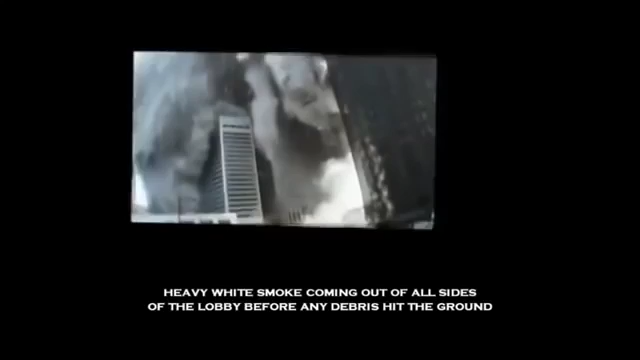 HEAVY WHITE SMOKE COMING OUT OF ALL SIDES
OF THE LOBBY BEFORE ANY DEBRIS HIT THE GROUND